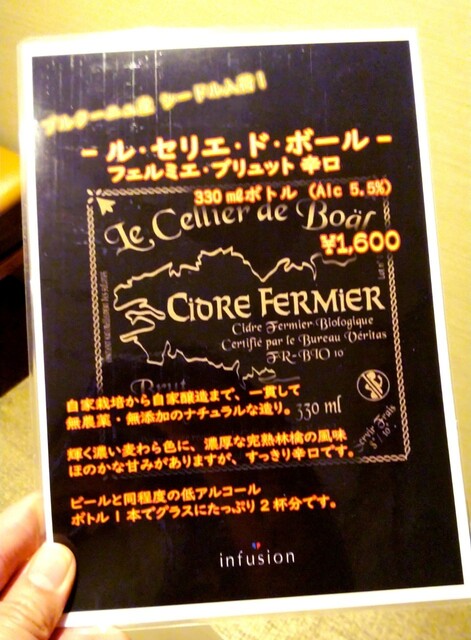 ブルターニュ産 シードル入荷！
- ル・セリエ・ド・ボール -
フェルミエ・ブリュット 辛口
330㎖ボトル (Alc 5.5%)
Le Cellier de Boäl
¥1,600
CIDRE FERMIER
Cidre Fermier Biologique
Certifié par le Bureau Véritas
FR-BIO 10
Brut
330 ml
自家栽培から自家醸造まで、一貫して
無農薬・無添加のナチュラルな造り。
輝く濃い麦わら色に、濃厚な完熟林檎の風味
ほのかな甘みがありますが、すっきり辛口です。
ビールと同程度の低アルコール
ボトル1本でグラスにたっぷり2杯分です。
infusion